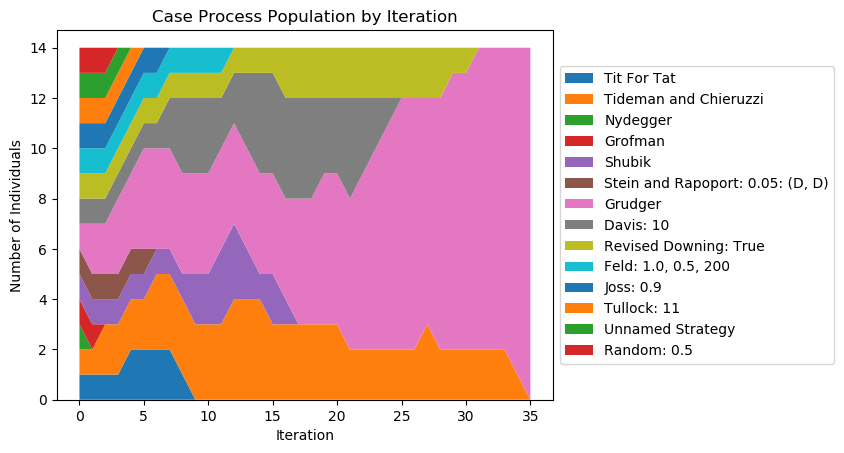 Case Process Population by Iteration
Number of Individuals
14
12
10
8
6
4
2
0
0 5 10 15 20 25 30 35
Iteration
Tit For Tat
Tideman and Chieruzzi
Nydegger
Grofman
Shubik
Stein and Rapoport: 0.05: (D, D)
Grudger
Davis: 10
Revised Downing: True
Feld: 1.0, 0.5, 200
Joss: 0.9
Tullock: 11
Unnamed Strategy
Random: 0.5